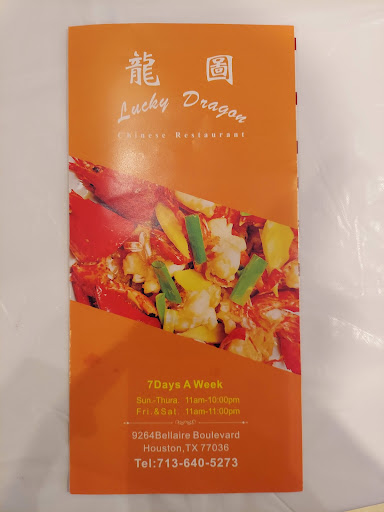 龍 圖
Lucky Dragon
Chinese Restaurant
7Days A Week
Sun.-Thura. 11am-10:00pm
Fri. & Sat. 11am-11:00pm
9264Bellaire Boulevard
Houston,TX 77036
Tel:713-640-5273